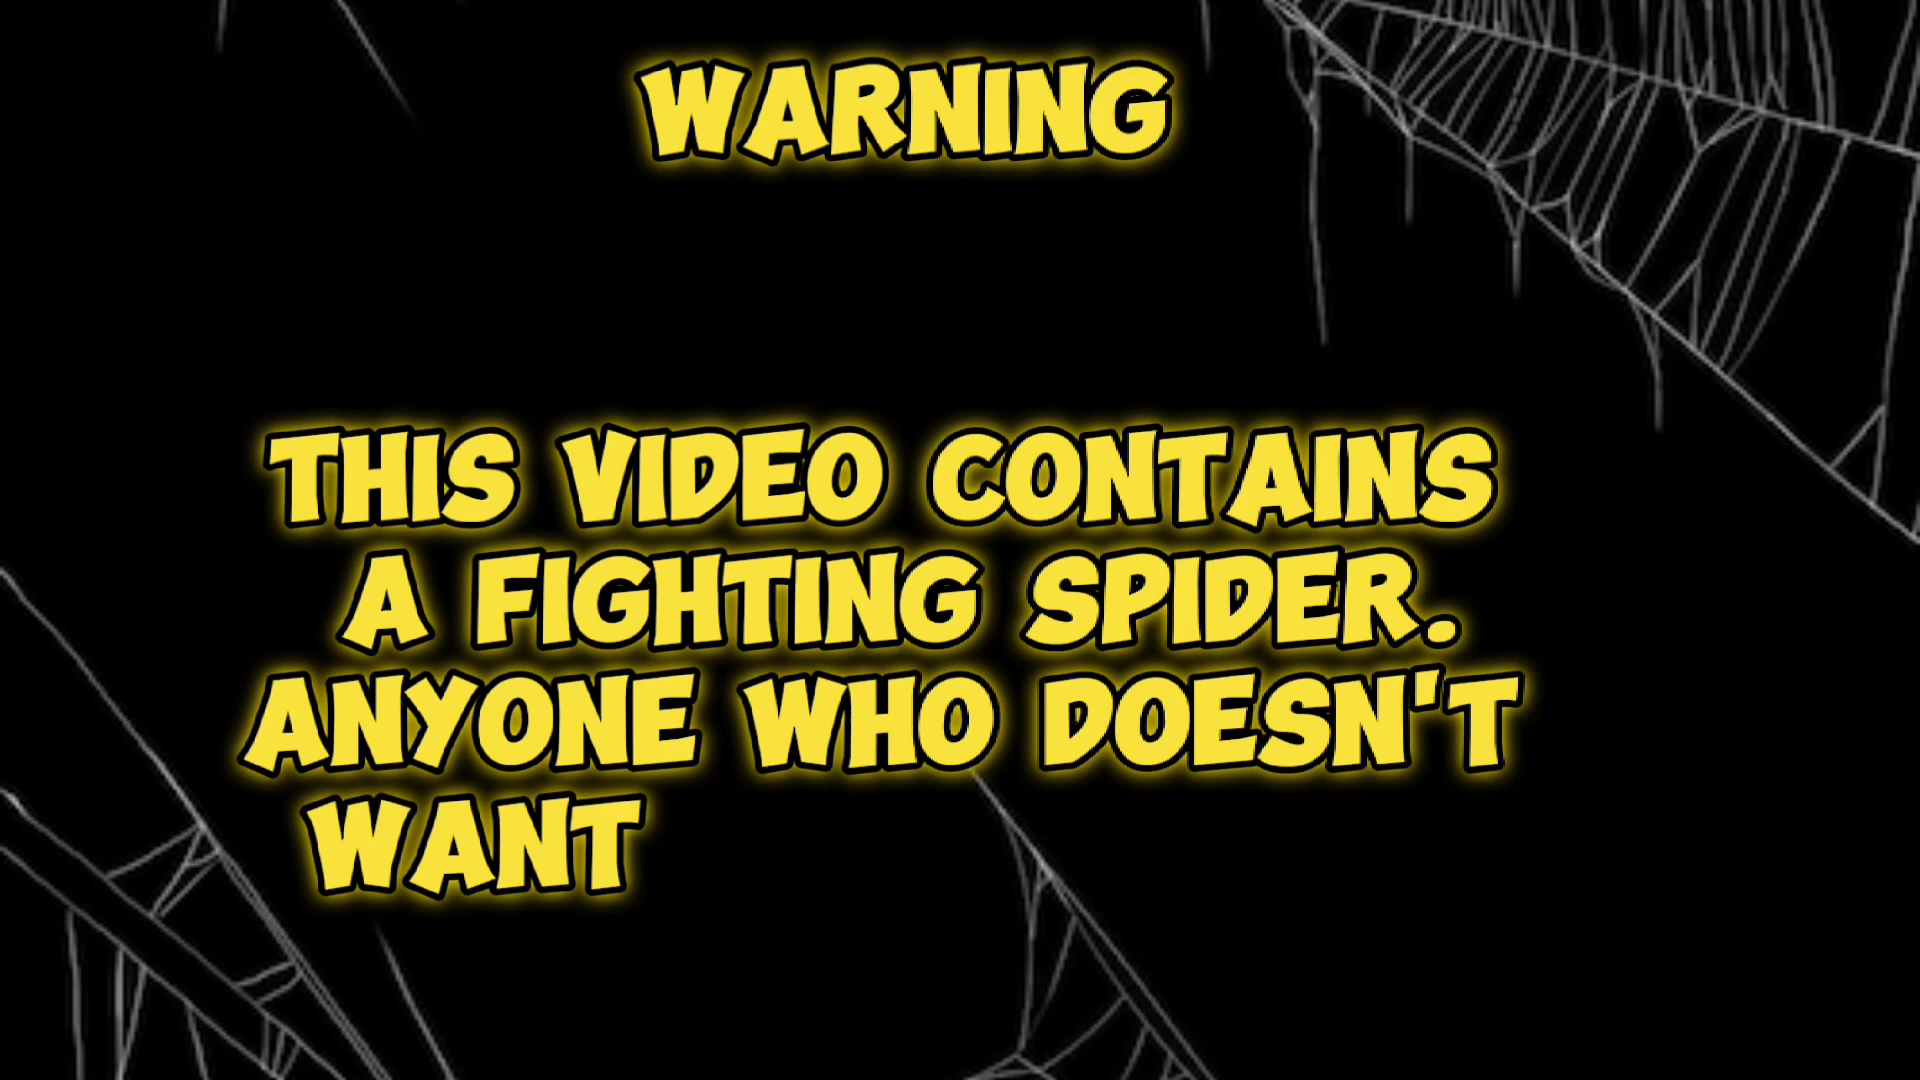 WARNING
THIS VIDEO CONTAINS
A FIGHTING SPIDER.
ANYONE WHO DOESN'T
WANT